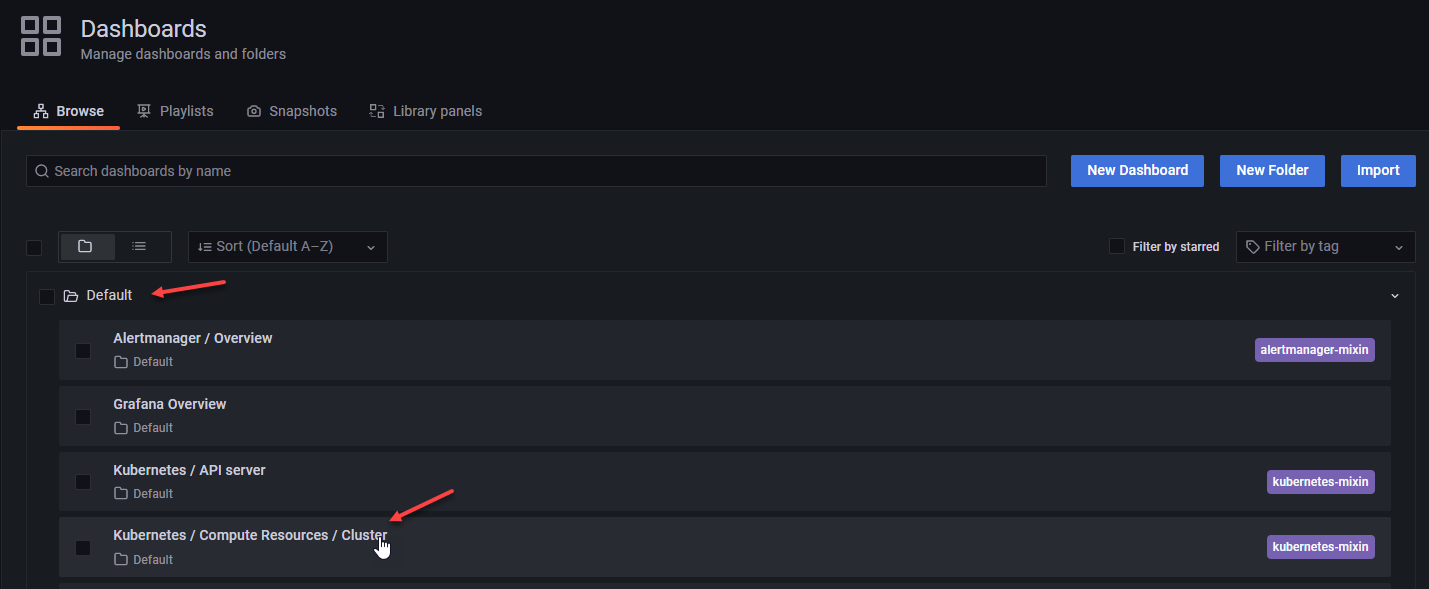 Dashboards
Manage dashboards and folders
Browse
Playlists
Snapshots
Library panels
Search dashboards by name
New Dashboard
New Folder
Import
Sort (Default A–Z)
Filter by starred
Filter by tag
Default
Alertmanager / Overview
Default
alertmanager-mixin
Grafana Overview
Default
Kubernetes / API server
Default
kubernetes-mixin
Kubernetes / Compute Resources / Cluster
Default
kubernetes-mixin